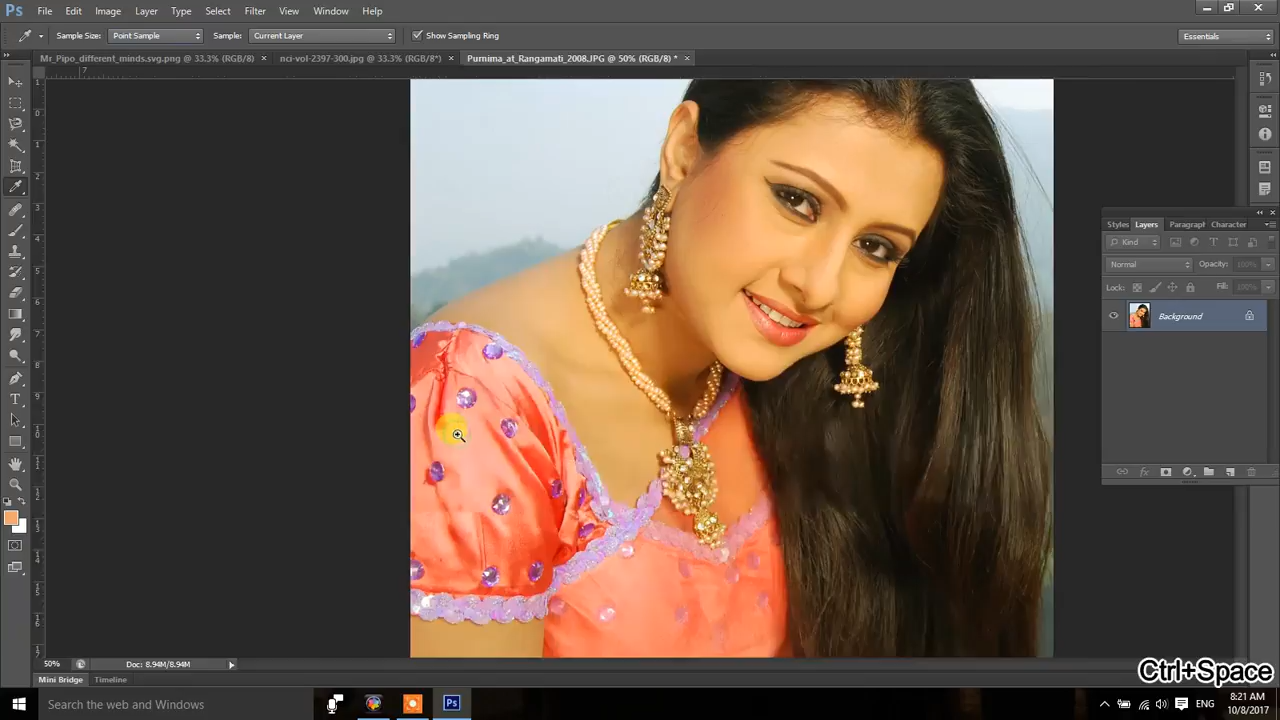 Ps File Edit Image Layer Type Select Filter View Window Help
Sample Size: Point Sample Sample: Current Layer Show Sampling Ring Essentials
Mr_Pipo_different_minds.svg.png @ 33.3% (RGB/8) × nci-vol-2397-300.jpg @ 33.3% (RGB/8*) × Purnima_at_Rangamati_2008.JPG @ 50% (RGB/8) * ×
Styles Layers Paragraph Character
Kind
Normal Opacity: 100%
Lock: Fill: 100%
Background
50% Doc: 8.94M/8.94M
Mini Bridge Timeline
Ctrl+Space
Search the web and Windows Ps ENG 8:21 AM
10/8/2017